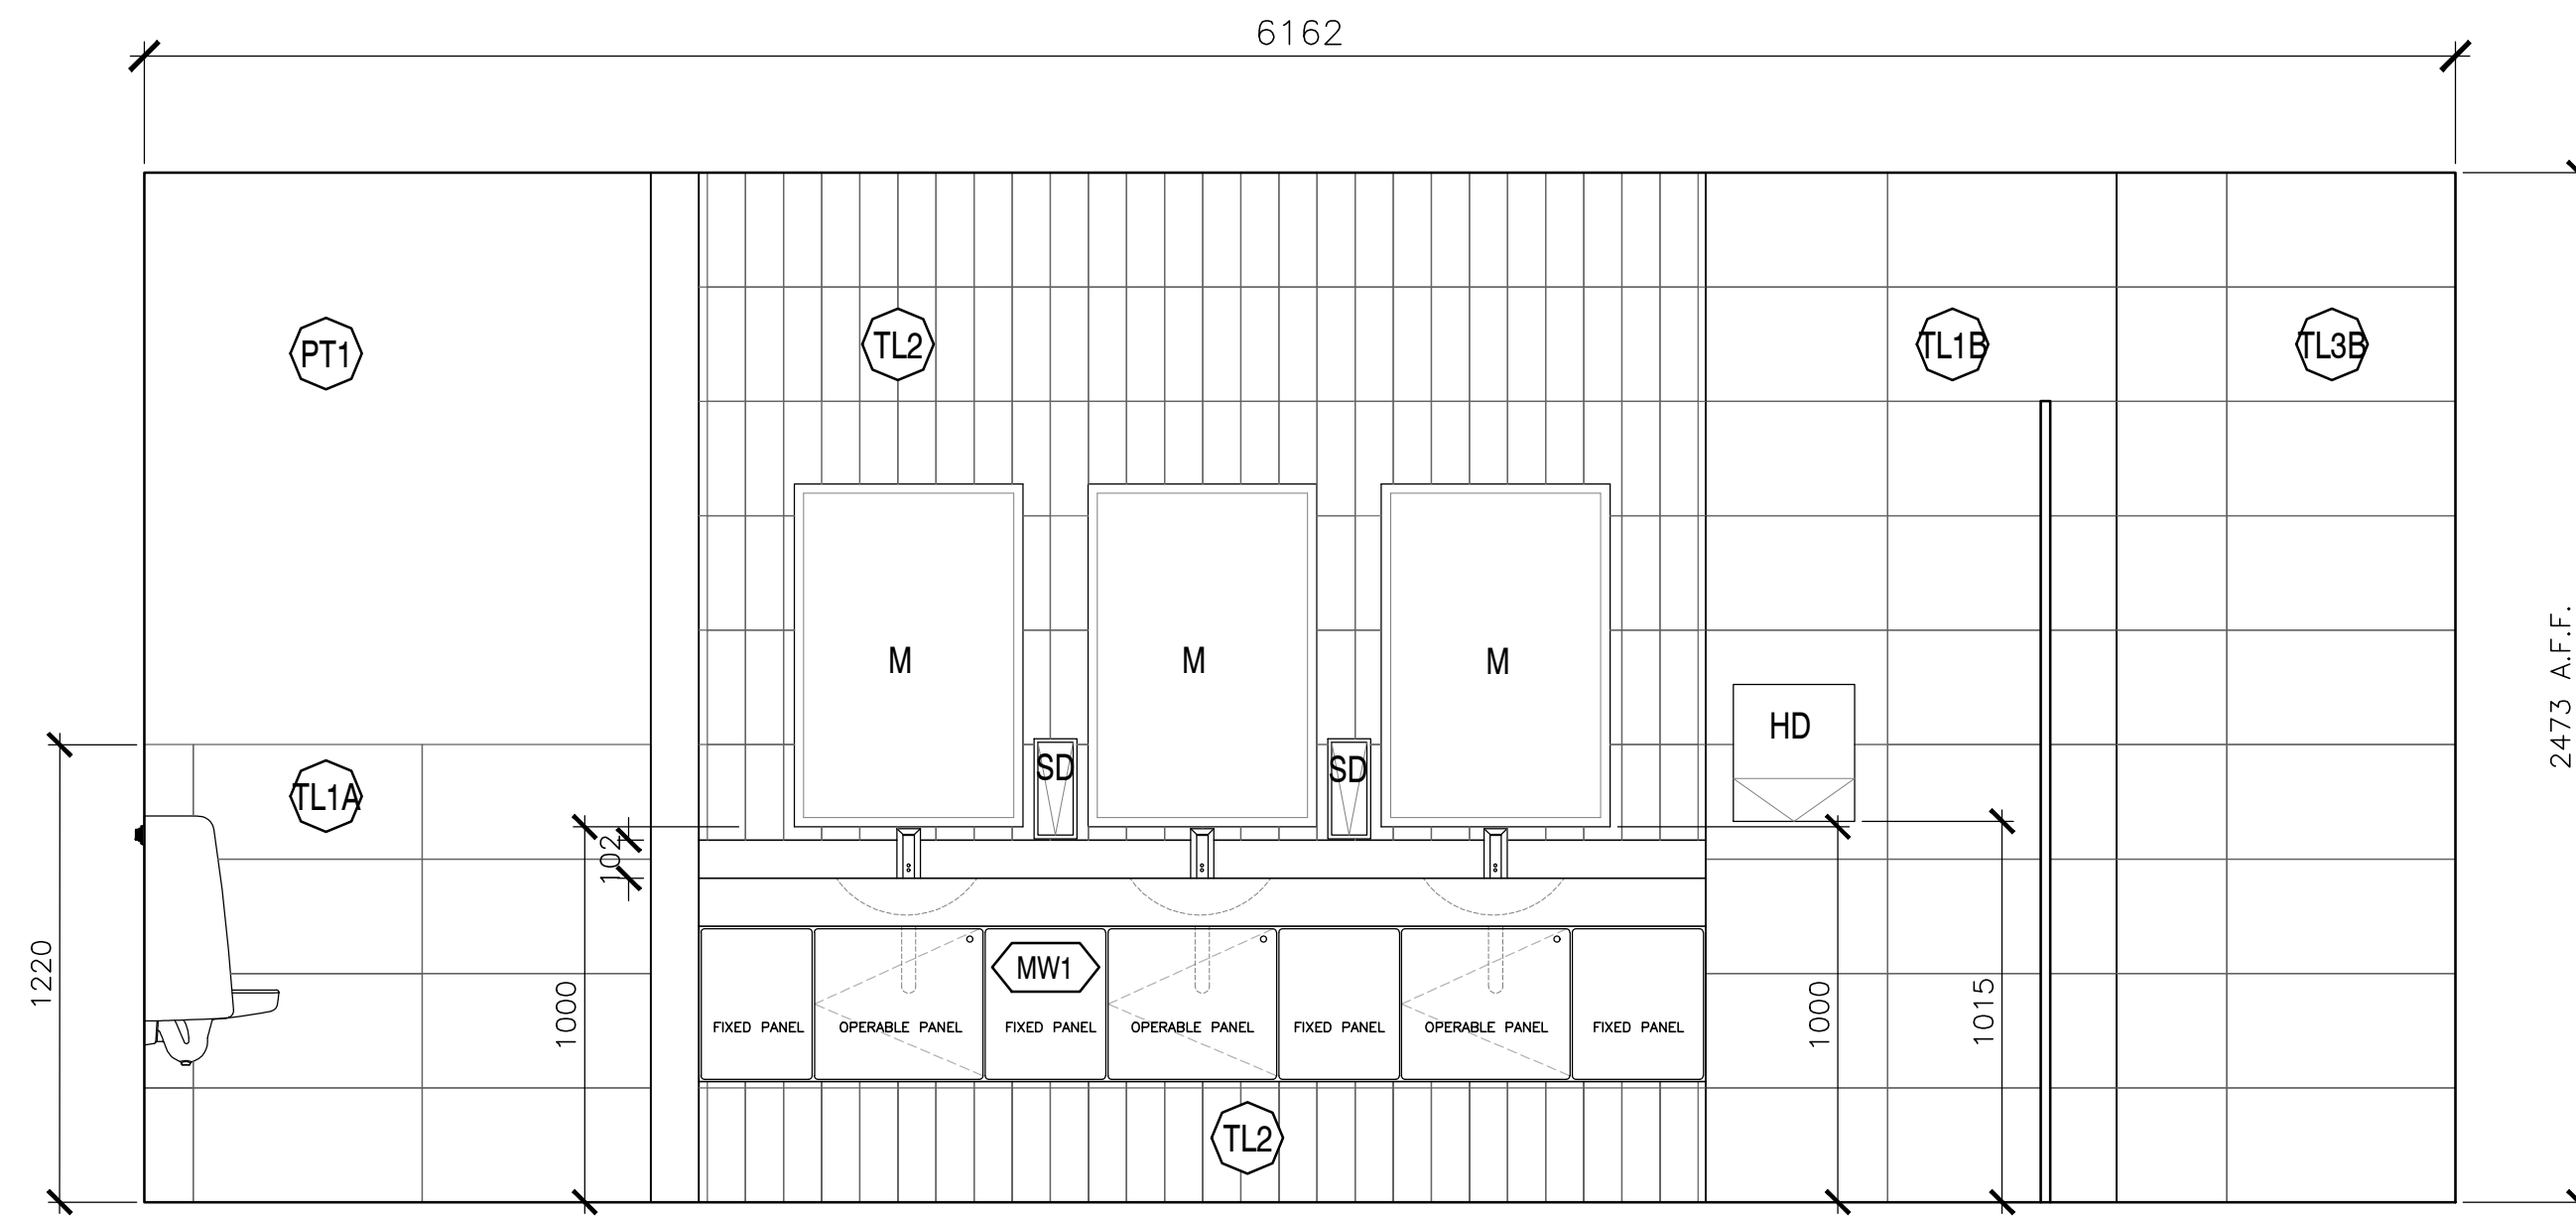 6162
PT1
TL2
TL1B
TL3B
M
M
M
2473 A.F.F.
SD
SD
HD
TL1A
102
1220
1000
MW1
1000
1015
FIXED PANEL
OPERABLE PANEL
FIXED PANEL
OPERABLE PANEL
FIXED PANEL
OPERABLE PANEL
FIXED PANEL
TL2